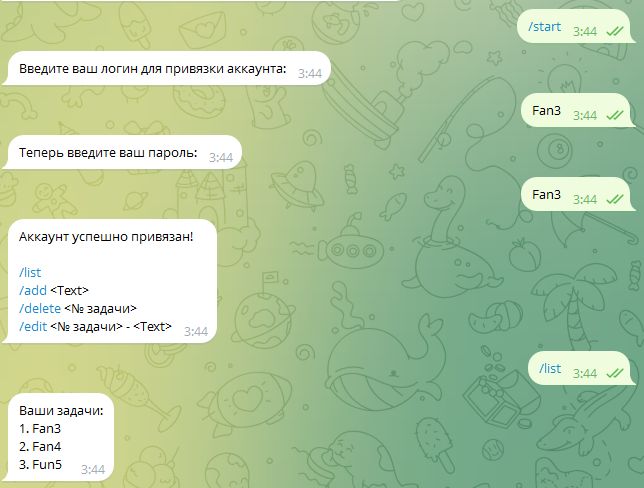 /start 3:44
Введите ваш логин для привязки аккаунта: 3:44
Fan3 3:44
Теперь введите ваш пароль: 3:44
Fan3 3:44
Аккаунт успешно привязан!
/list
/add <Text>
/delete <№ задачи>
/edit <№ задачи> - <Text> 3:44
/list 3:44
Ваши задачи:
1. Fan3
2. Fan4
3. Fun5 3:44